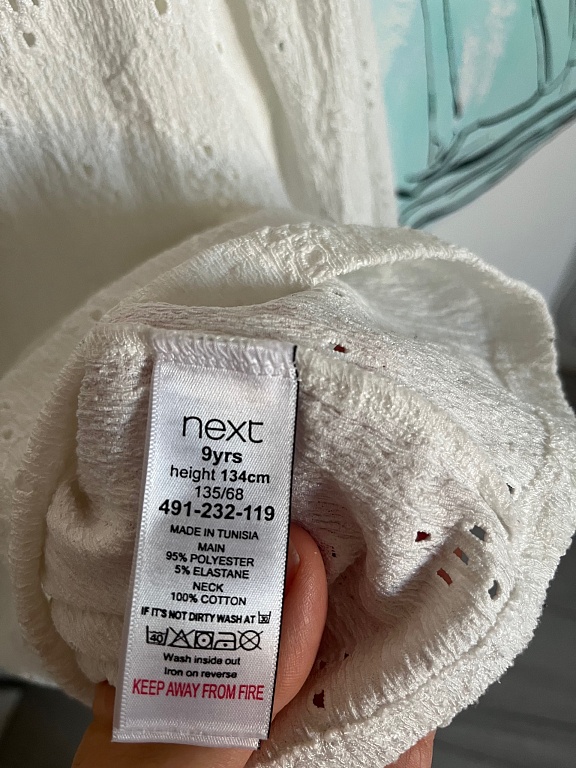 next
9yrs
height 134cm
135/68
491-232-119
MADE IN TUNISIA
MAIN
95% POLYESTER
5% ELASTANE
NECK
100% COTTON
IF IT'S NOT DIRTY WASH AT
40
Wash inside out
Iron on reverse
KEEP AWAY FROM FIRE